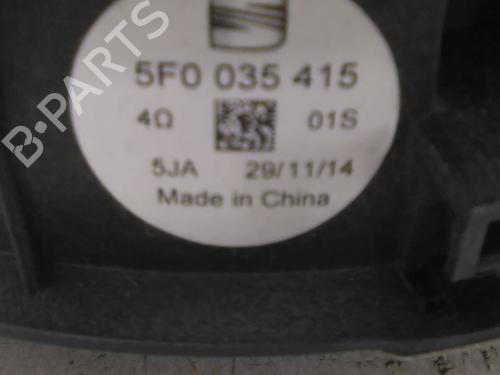 B-PARTS
5F0 035 415
4Ω 01S
5JA 29/11/14
Made in China